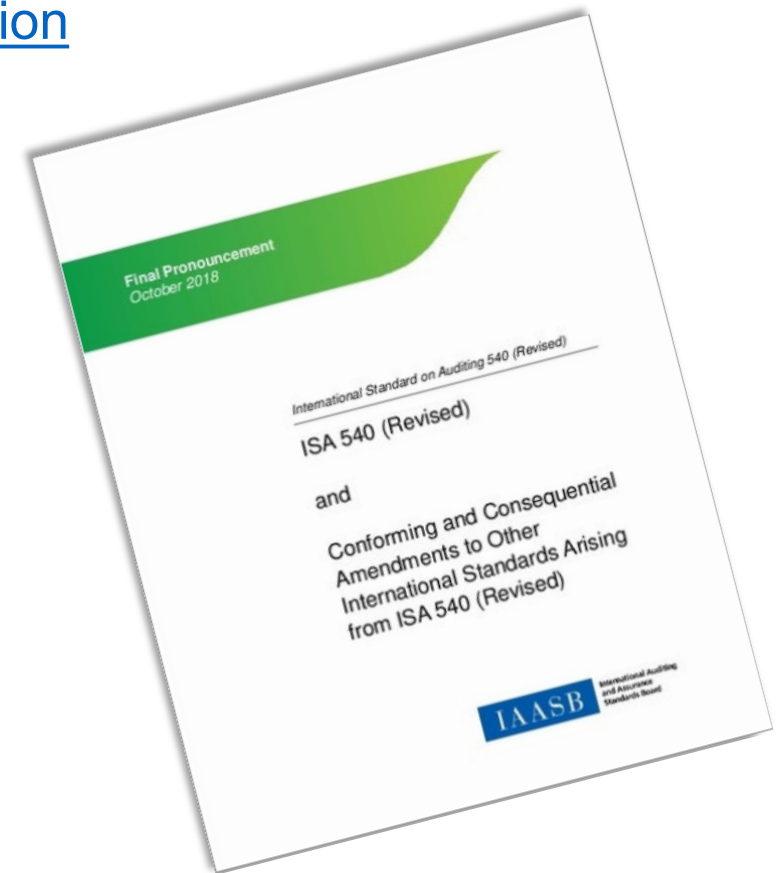 ion
Final Pronouncement
October 2018
International Standard on Auditing 540 (Revised)
ISA 540 (Revised)
and
Conforming and Consequential
Amendments to Other
International Standards Arising
from ISA 540 (Revised)
IAASB
International Auditing
and Assurance
Standards Board